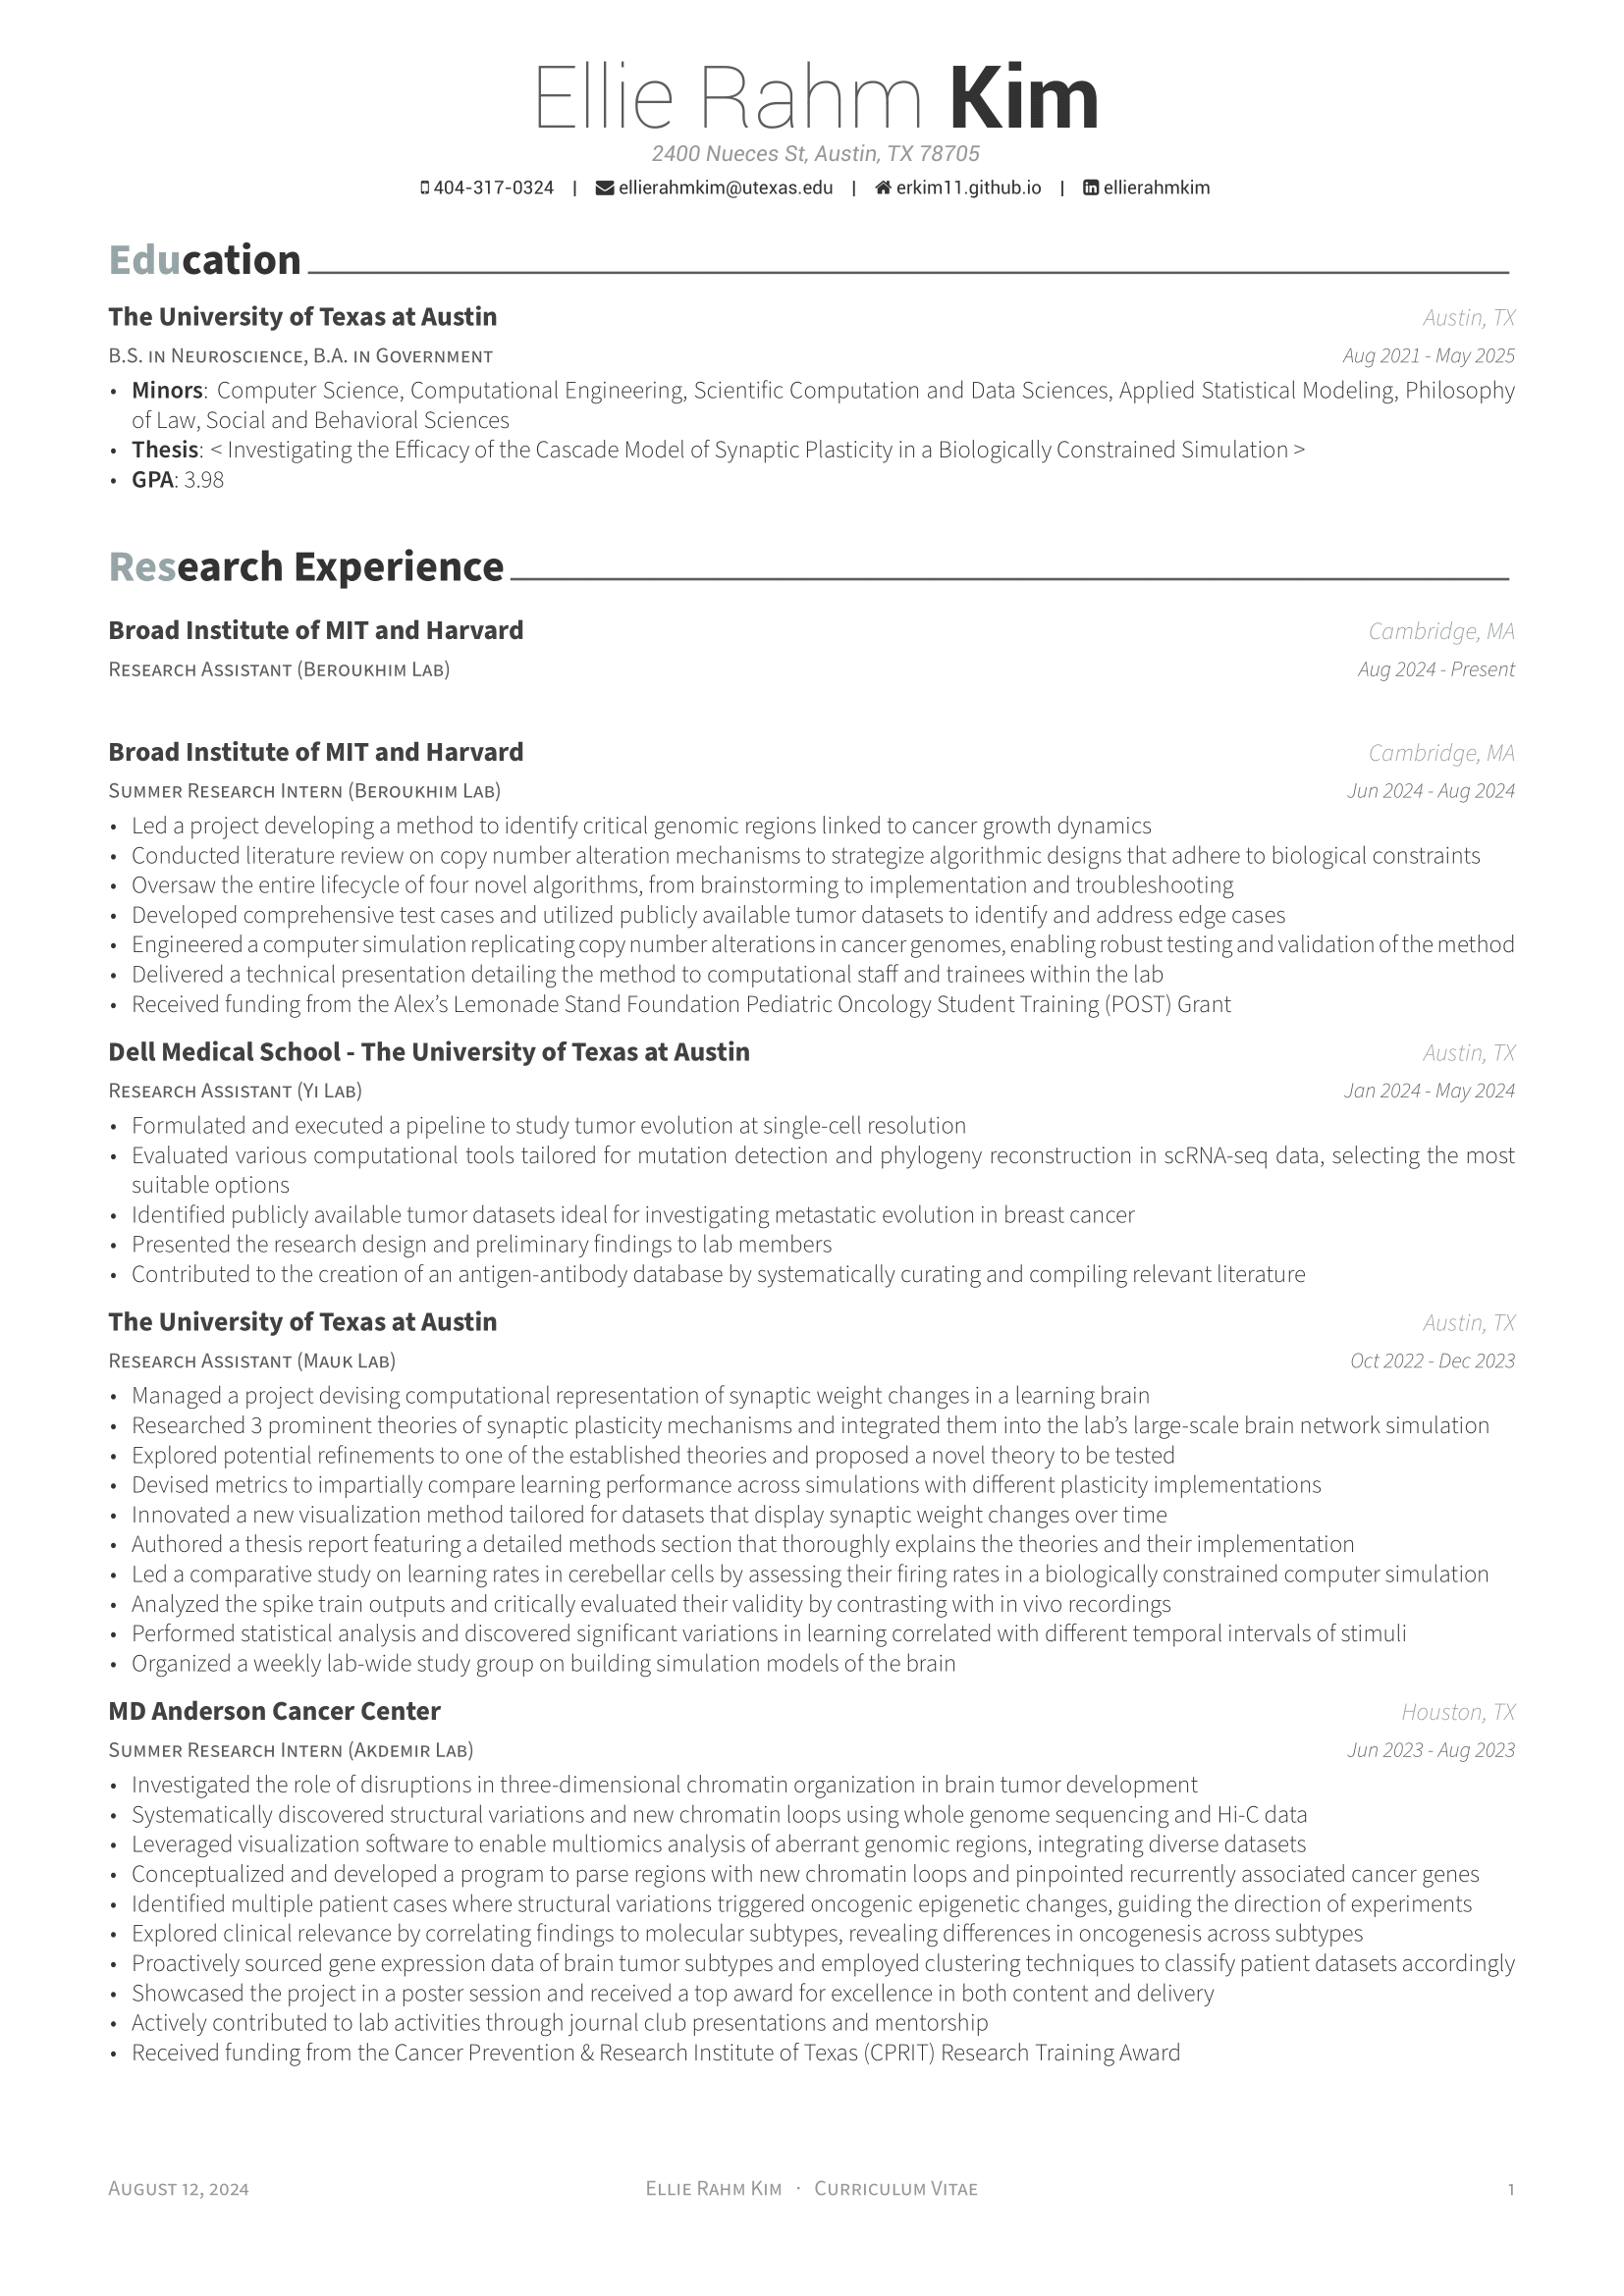 Ellie Rahm Kim
2400 Nueces St, Austin, TX 78705
404-317-0324 | ellierahmkim@utexas.edu | erkim11.github.io | ellierahmkim
Education
The University of Texas at Austin Austin, TX
B.S. in Neuroscience, B.A. in Government Aug 2021 - May 2025
• Minors: Computer Science, Computational Engineering, Scientific Computation and Data Sciences, Applied Statistical Modeling, Philosophy
of Law, Social and Behavioral Sciences
• Thesis: < Investigating the Efficacy of the Cascade Model of Synaptic Plasticity in a Biologically Constrained Simulation >
• GPA: 3.98
Research Experience
Broad Institute of MIT and Harvard Cambridge, MA
Research Assistant (Beroukhim Lab) Aug 2024 - Present
Broad Institute of MIT and Harvard Cambridge, MA
Summer Research Intern (Beroukhim Lab) Jun 2024 - Aug 2024
• Led a project developing a method to identify critical genomic regions linked to cancer growth dynamics
• Conducted literature review on copy number alteration mechanisms to strategize algorithmic designs that adhere to biological constraints
• Oversaw the entire lifecycle of four novel algorithms, from brainstorming to implementation and troubleshooting
• Developed comprehensive test cases and utilized publicly available tumor datasets to identify and address edge cases
• Engineered a computer simulation replicating copy number alterations in cancer genomes, enabling robust testing and validation of the method
• Delivered a technical presentation detailing the method to computational staff and trainees within the lab
• Received funding from the Alex's Lemonade Stand Foundation Pediatric Oncology Student Training (POST) Grant
Dell Medical School - The University of Texas at Austin Austin, TX
Research Assistant (Yi Lab) Jan 2024 - May 2024
• Formulated and executed a pipeline to study tumor evolution at single-cell resolution
• Evaluated various computational tools tailored for mutation detection and phylogeny reconstruction in scRNA-seq data, selecting the most
suitable options
• Identified publicly available tumor datasets ideal for investigating metastatic evolution in breast cancer
• Presented the research design and preliminary findings to lab members
• Contributed to the creation of an antigen-antibody database by systematically curating and compiling relevant literature
The University of Texas at Austin Austin, TX
Research Assistant (Mauk Lab) Oct 2022 - Dec 2023
• Managed a project devising computational representation of synaptic weight changes in a learning brain
• Researched 3 prominent theories of synaptic plasticity mechanisms and integrated them into the lab's large-scale brain network simulation
• Explored potential refinements to one of the established theories and proposed a novel theory to be tested
• Devised metrics to impartially compare learning performance across simulations with different plasticity implementations
• Innovated a new visualization method tailored for datasets that display synaptic weight changes over time
• Authored a thesis report featuring a detailed methods section that thoroughly explains the theories and their implementation
• Led a comparative study on learning rates in cerebellar cells by assessing their firing rates in a biologically constrained computer simulation
• Analyzed the spike train outputs and critically evaluated their validity by contrasting with in vivo recordings
• Performed statistical analysis and discovered significant variations in learning correlated with different temporal intervals of stimuli
• Organized a weekly lab-wide study group on building simulation models of the brain
MD Anderson Cancer Center Houston, TX
Summer Research Intern (Akdemir Lab) Jun 2023 - Aug 2023
• Investigated the role of disruptions in three-dimensional chromatin organization in brain tumor development
• Systematically discovered structural variations and new chromatin loops using whole genome sequencing and Hi-C data
• Leveraged visualization software to enable multiomics analysis of aberrant genomic regions, integrating diverse datasets
• Conceptualized and developed a program to parse regions with new chromatin loops and pinpointed recurrently associated cancer genes
• Identified multiple patient cases where structural variations triggered oncogenic epigenetic changes, guiding the direction of experiments
• Explored clinical relevance by correlating findings to molecular subtypes, revealing differences in oncogenesis across subtypes
• Proactively sourced gene expression data of brain tumor subtypes and employed clustering techniques to classify patient datasets accordingly
• Showcased the project in a poster session and received a top award for excellence in both content and delivery
• Actively contributed to lab activities through journal club presentations and mentorship
• Received funding from the Cancer Prevention & Research Institute of Texas (CPRIT) Research Training Award
August 12, 2024 Ellie Rahm Kim · Curriculum Vitae 1